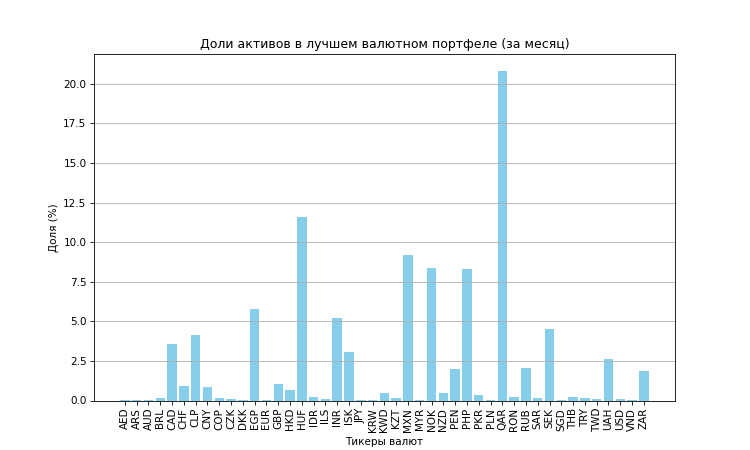 Доли активов в лучшем валютном портфеле (за месяц)
Доля (%)
20.0
17.5
15.0
12.5
10.0
7.5
5.0
2.5
0.0
AED ARS AUD BRL CAD CHF CLP CNY COP CZK DKK EGP EUR GBP HKD HUF IDR ILS INR ISK JPY KRW KWD KZT MXN MYR NOK NZD PEN PHP PKR PLN QAR RON RUB SAR SEK SGD THB TRY TWD UAH USD VND ZAR
Тикеры валют